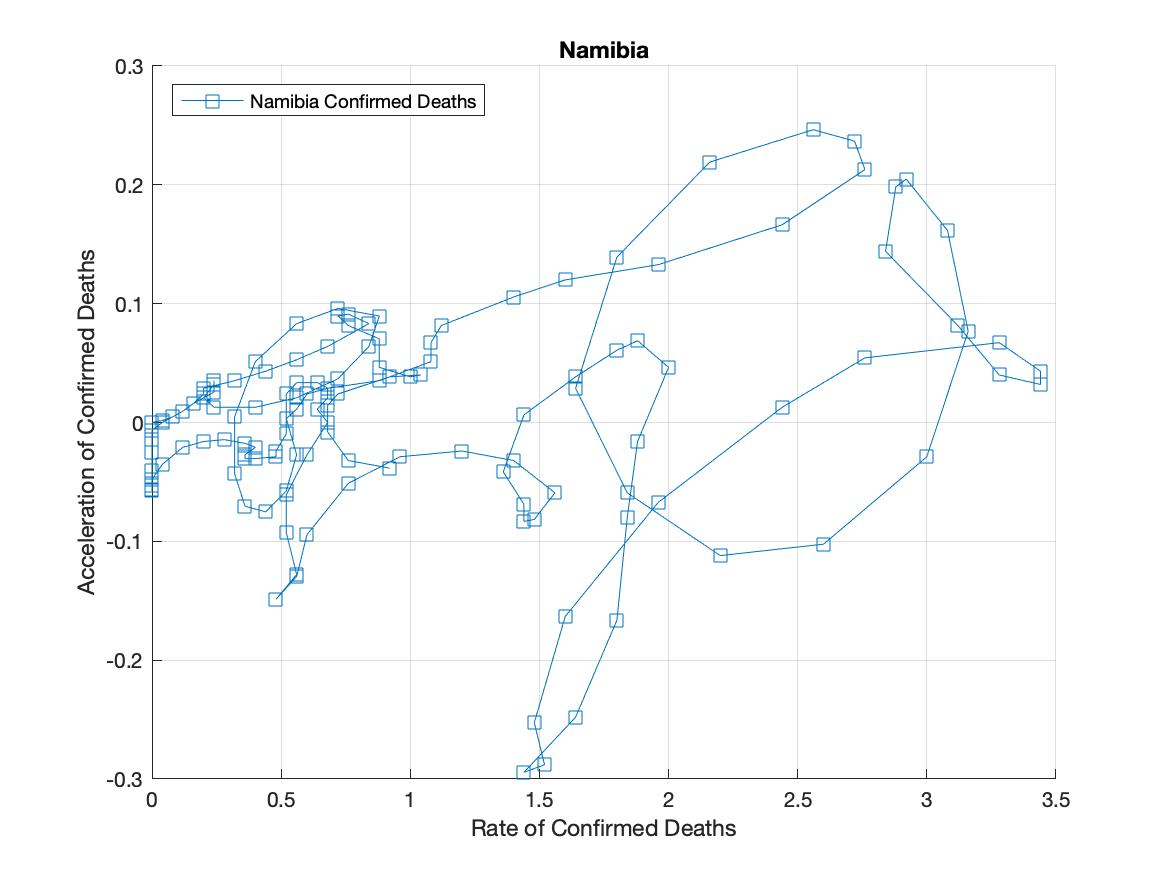 Namibia
Namibia Confirmed Deaths
0.3
0.2
0.1
0
-0.1
-0.2
-0.3
Acceleration of Confirmed Deaths
0 0.5 1 1.5 2 2.5 3 3.5
Rate of Confirmed Deaths